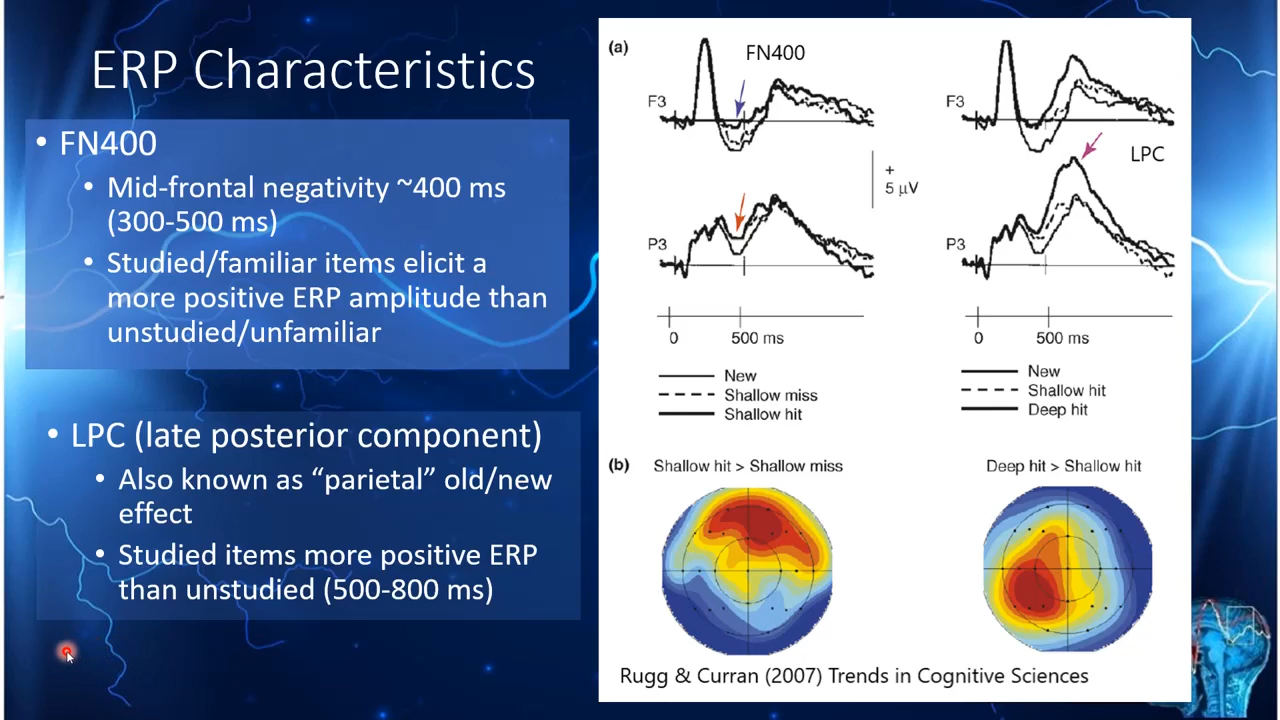 ERP Characteristics
• FN400
• Mid-frontal negativity ~400 ms
(300-500 ms)
• Studied/familiar items elicit a
more positive ERP amplitude than
unstudied/unfamiliar
• LPC (late posterior component)
• Also known as “parietal” old/new
effect
• Studied items more positive ERP
than unstudied (500-800 ms)
(a)
FN400
F3
P3
0 500 ms
New
Shallow miss
Shallow hit
+
5 µV
F3
LPC
P3
0 500 ms
New
Shallow hit
Deep hit
(b) Shallow hit > Shallow miss
Deep hit > Shallow hit
Rugg & Curran (2007) Trends in Cognitive Sciences